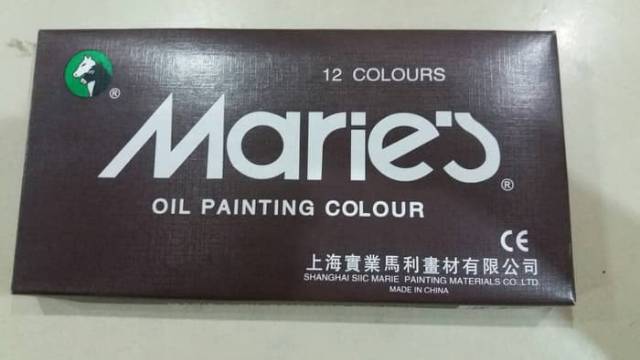 12 COLOURS
®
Marie's®
OIL PAINTING COLOUR
CE
上海實業馬利畫材有限公司
SHANGHAI SIIC MARIE PAINTING MATERIALS CO.,LTD.
MADE IN CHINA